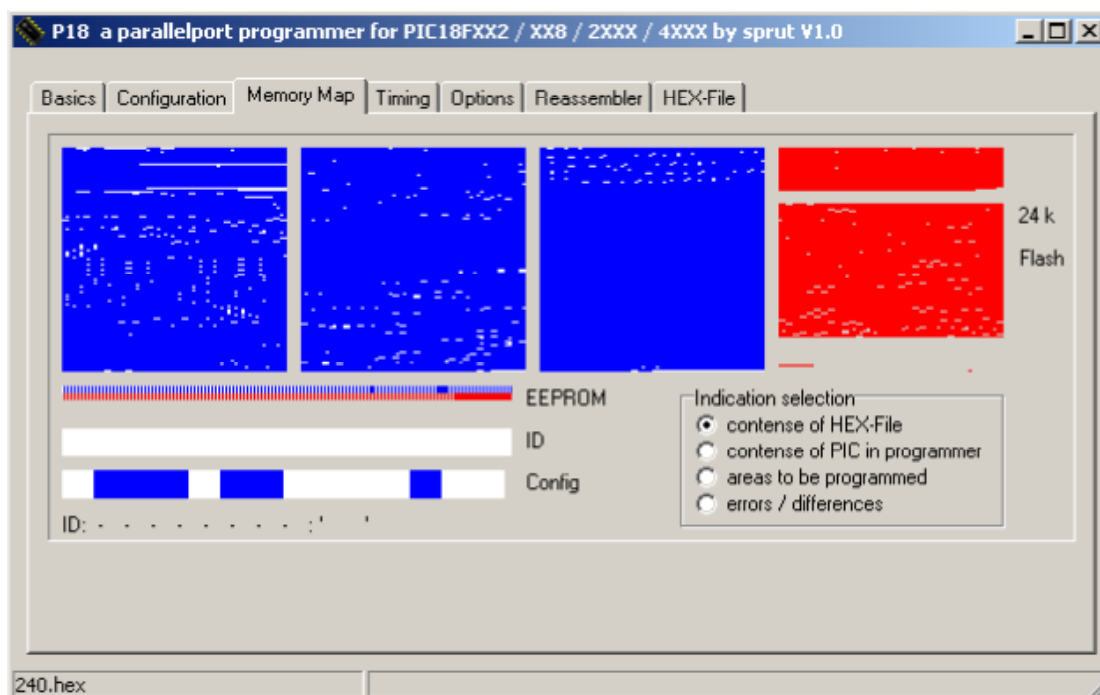 P18 a parallelport programmer for PIC18FXX2 / XX8 / 2XXX / 4XXX by sprut V1.0
Basics Configuration Memory Map Timing Options Reassembler HEX-File
24 k
Flash
EEPROM
ID
Config
ID: - - - - - - - - : ' '
Indication selection
contense of HEX-File
contense of PIC in programmer
areas to be programmed
errors / differences
240.hex